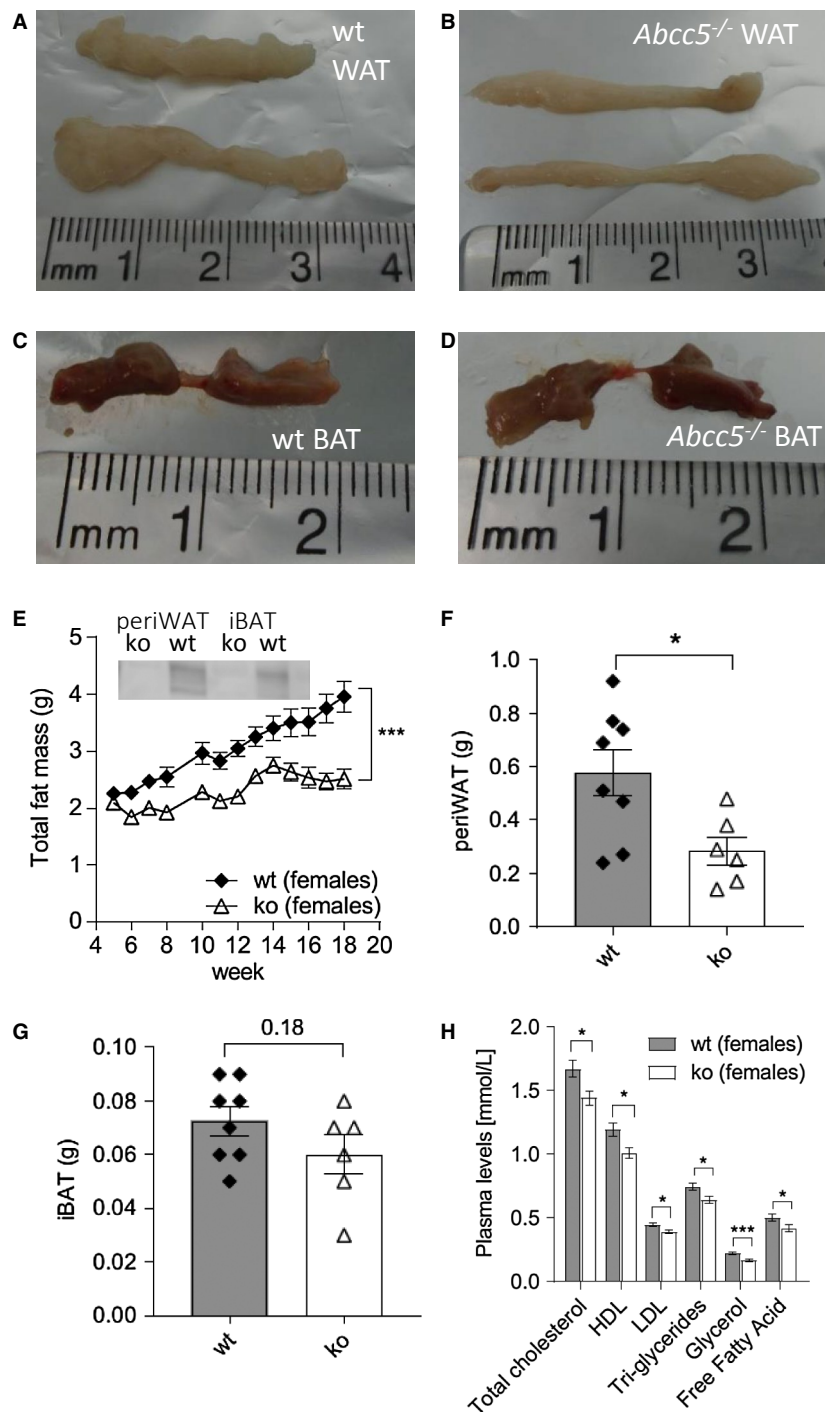 A
wt
WAT
mm 1 2 3 4
B
Abcc5-/- WAT
mm 1 2 3
C
wt BAT
mm 1 2
D
Abcc5-/- BAT
mm 1 2
E
periWAT iBAT
ko wt ko wt
5
4
3
2
1
0
Total fat mass (g)
***
wt (females)
ko (females)
4 6 8 10 12 14 16 18 20
week
F
*
1.0
0.8
0.6
0.4
0.2
0.0
periWAT (g)
wt ko
G
0.18
0.10
0.08
0.06
0.04
0.02
0.00
iBAT (g)
wt ko
H
2.0
1.5
1.0
0.5
0.0
Plasma levels [mmol/L]
wt (females)
ko (females)
* * * * *** *
Total cholesterol
HDL
LDL
Tri-glycerides
Glycerol
Free Fatty Acid